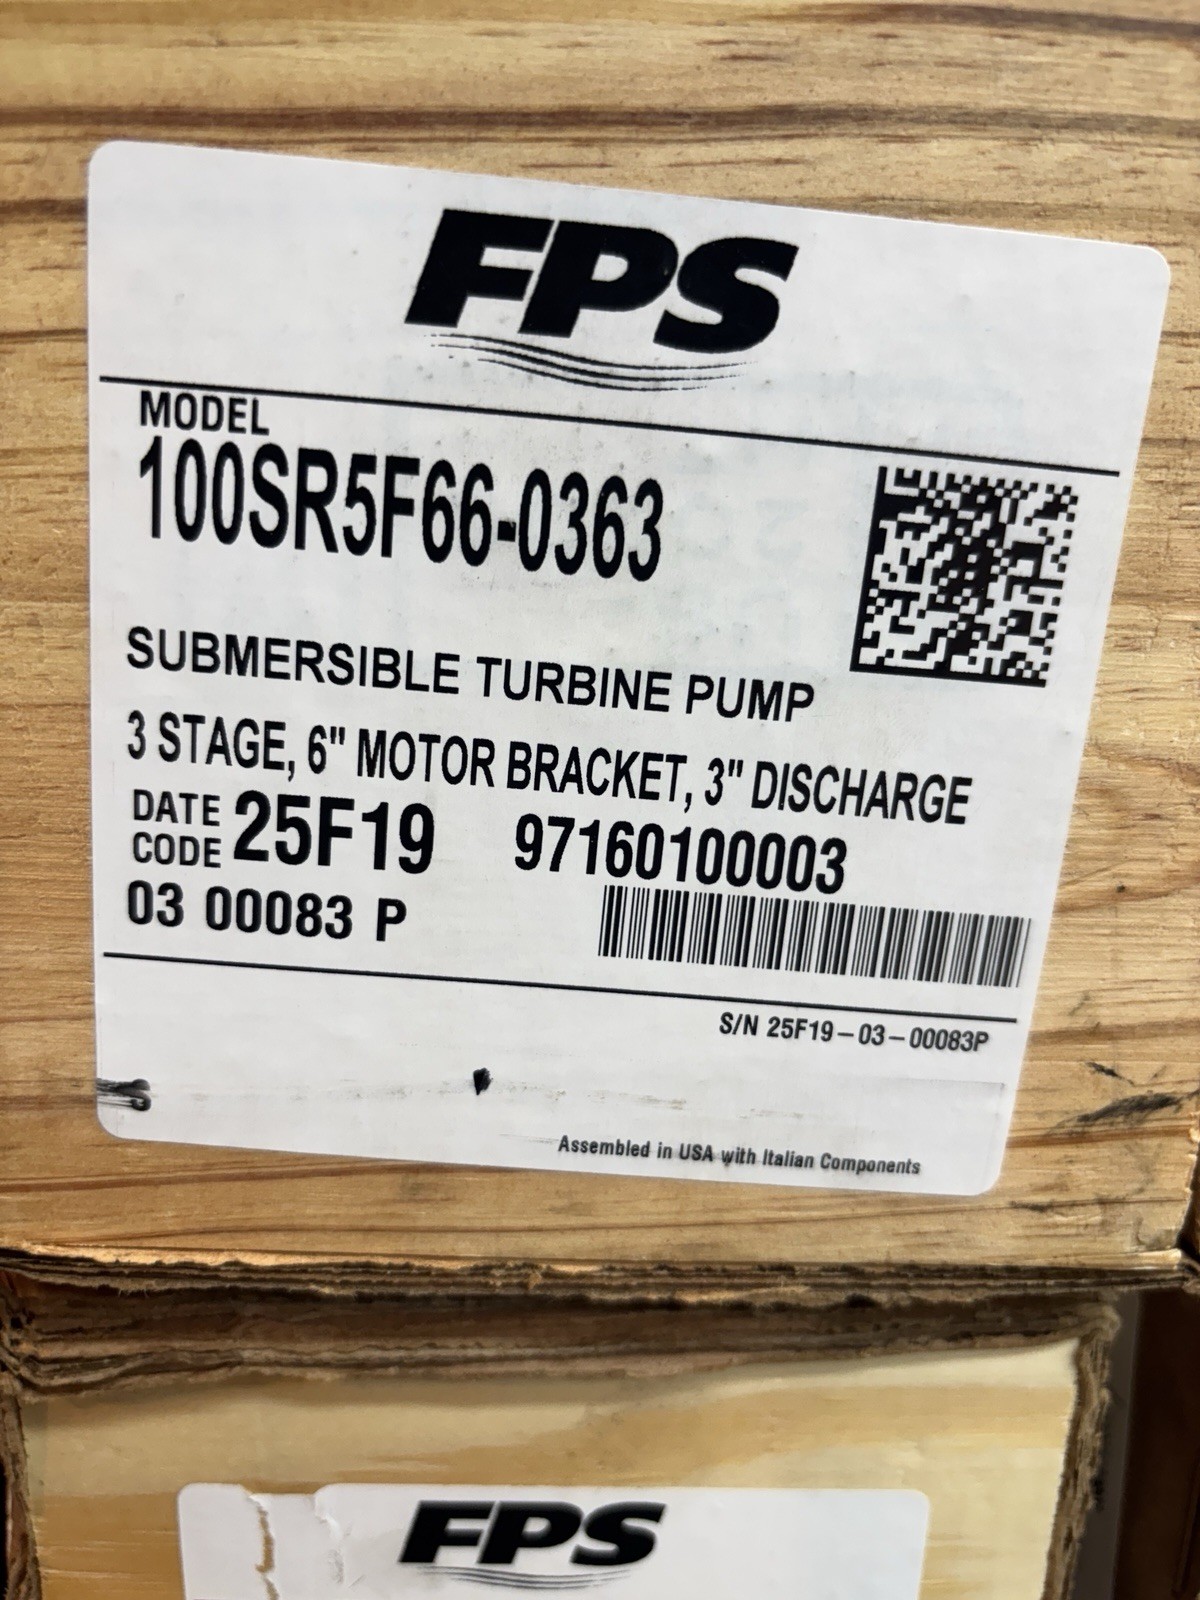 FPS
MODEL
100SR5F66-0363
SUBMERSIBLE TURBINE PUMP
3 STAGE, 6" MOTOR BRACKET, 3" DISCHARGE
DATE CODE 25F19 97160100003
03 00083 P
S/N 25F19-03-00083P
Assembled in USA with Italian Components
FPS